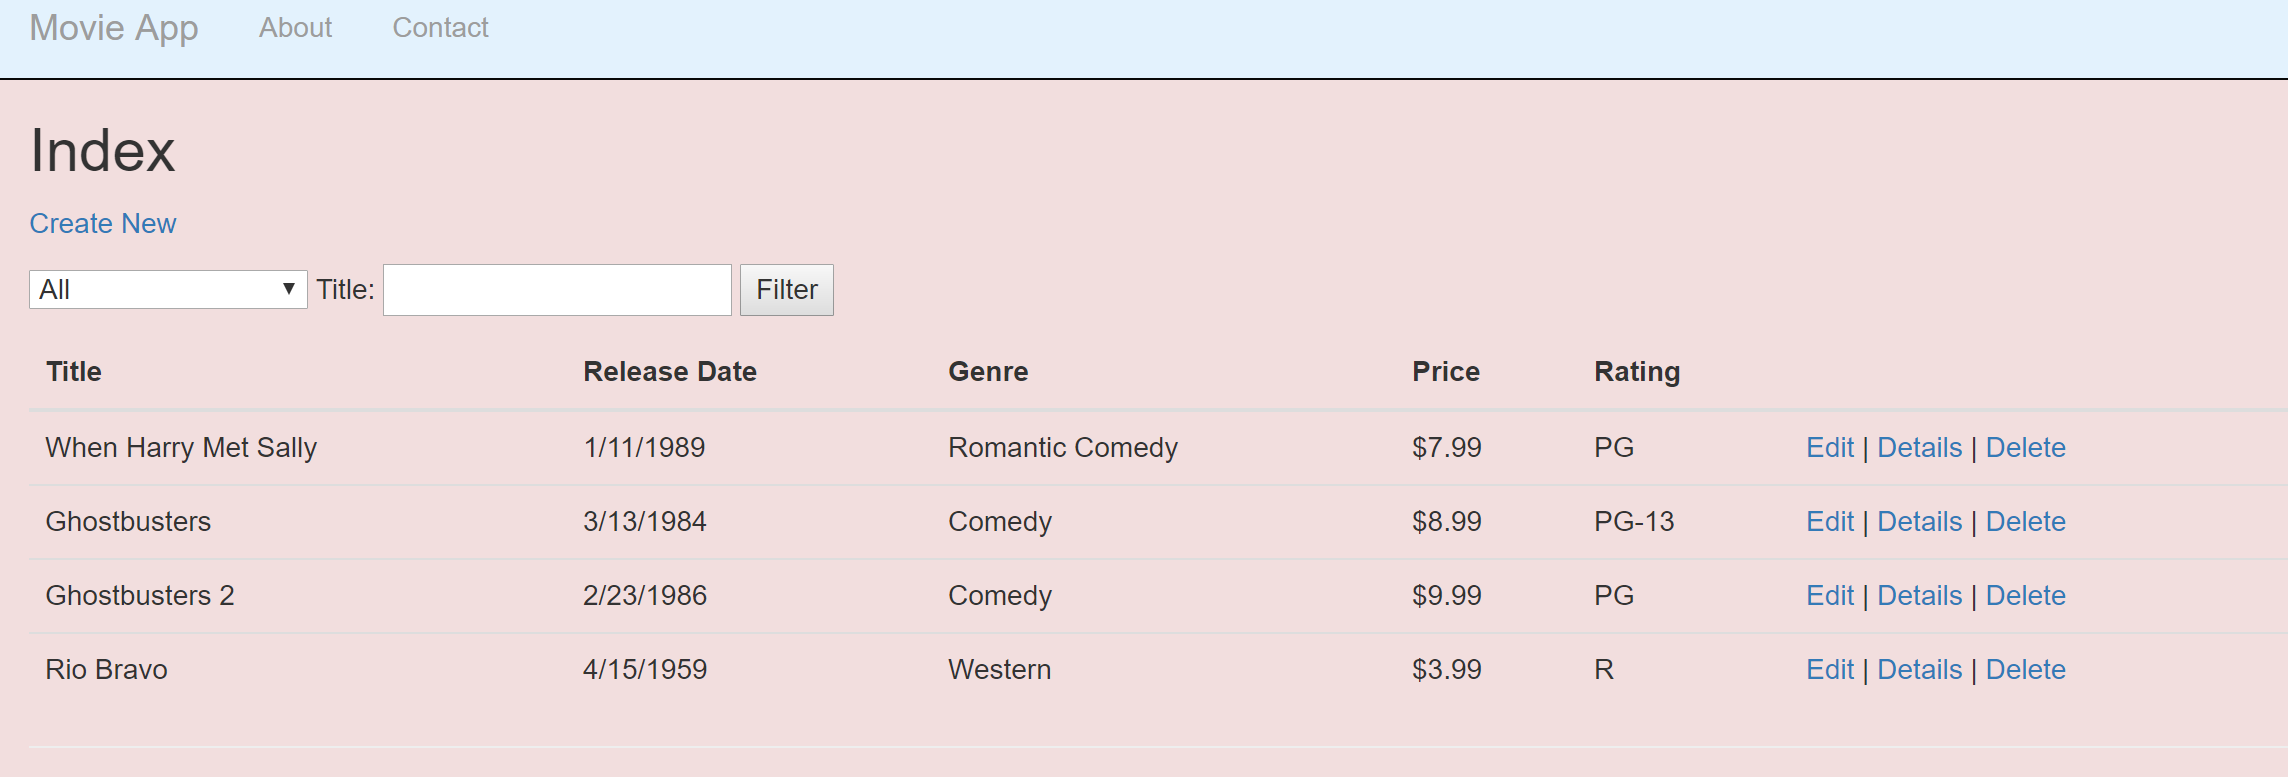 Movie App About Contact
Index
Create New
All Title: Filter
Title Release Date Genre Price Rating
When Harry Met Sally 1/11/1989 Romantic Comedy $7.99 PG Edit | Details | Delete
Ghostbusters 3/13/1984 Comedy $8.99 PG-13 Edit | Details | Delete
Ghostbusters 2 2/23/1986 Comedy $9.99 PG Edit | Details | Delete
Rio Bravo 4/15/1959 Western $3.99 R Edit | Details | Delete